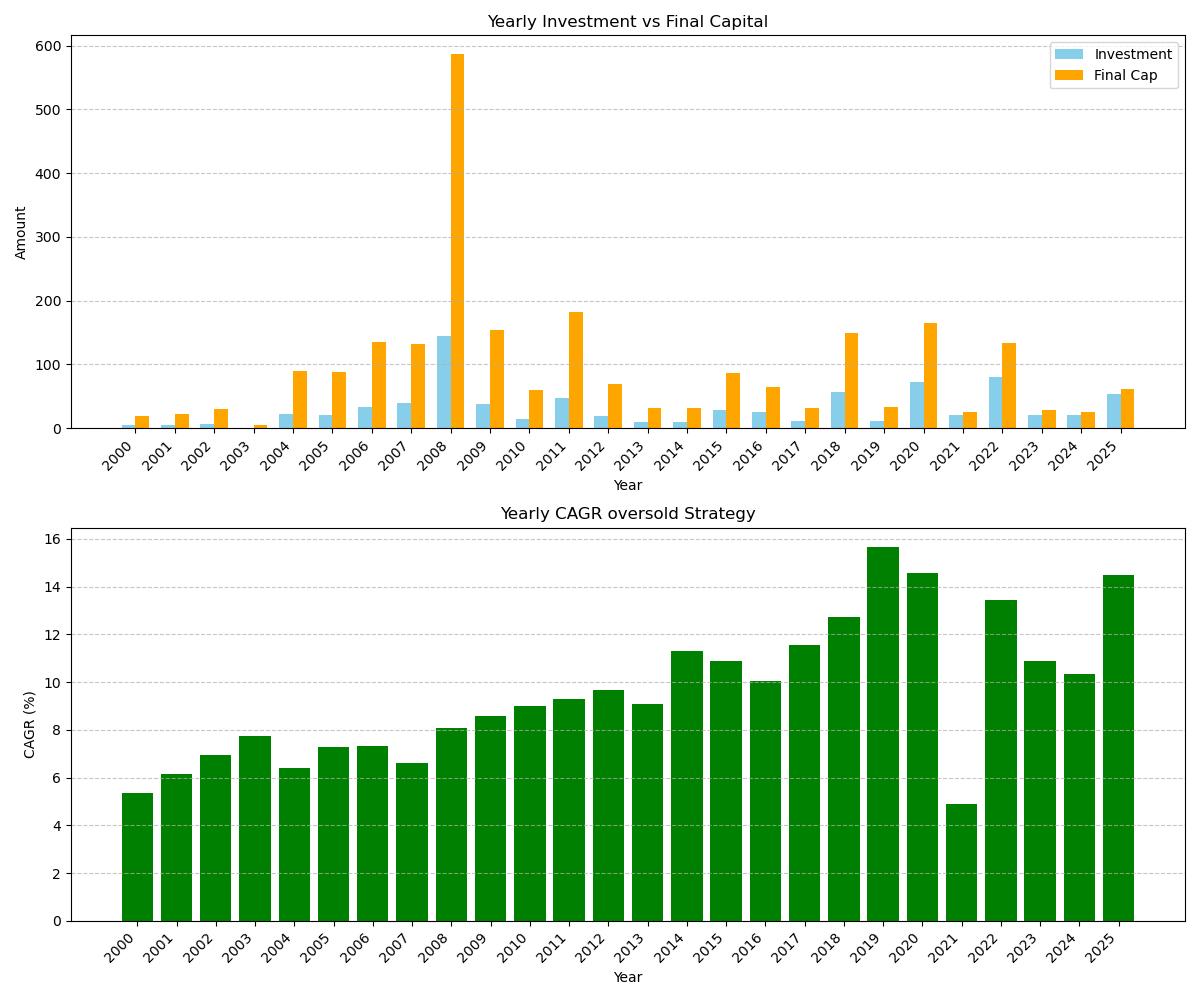 Yearly Investment vs Final Capital
Investment
Final Cap
Amount
600
500
400
300
200
100
0
2000 2001 2002 2003 2004 2005 2006 2007 2008 2009 2010 2011 2012 2013 2014 2015 2016 2017 2018 2019 2020 2021 2022 2023 2024 2025
Year
Yearly CAGR oversold Strategy
CAGR (%)
16
14
12
10
8
6
4
2
0
2000 2001 2002 2003 2004 2005 2006 2007 2008 2009 2010 2011 2012 2013 2014 2015 2016 2017 2018 2019 2020 2021 2022 2023 2024 2025
Year